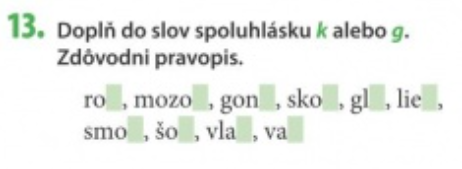 13. Doplň do slov spoluhlásku k alebo g.
Zdôvodni pravopis.
ro , mozo , gon , sko , gl , lie ,
smo , šo , vla , va